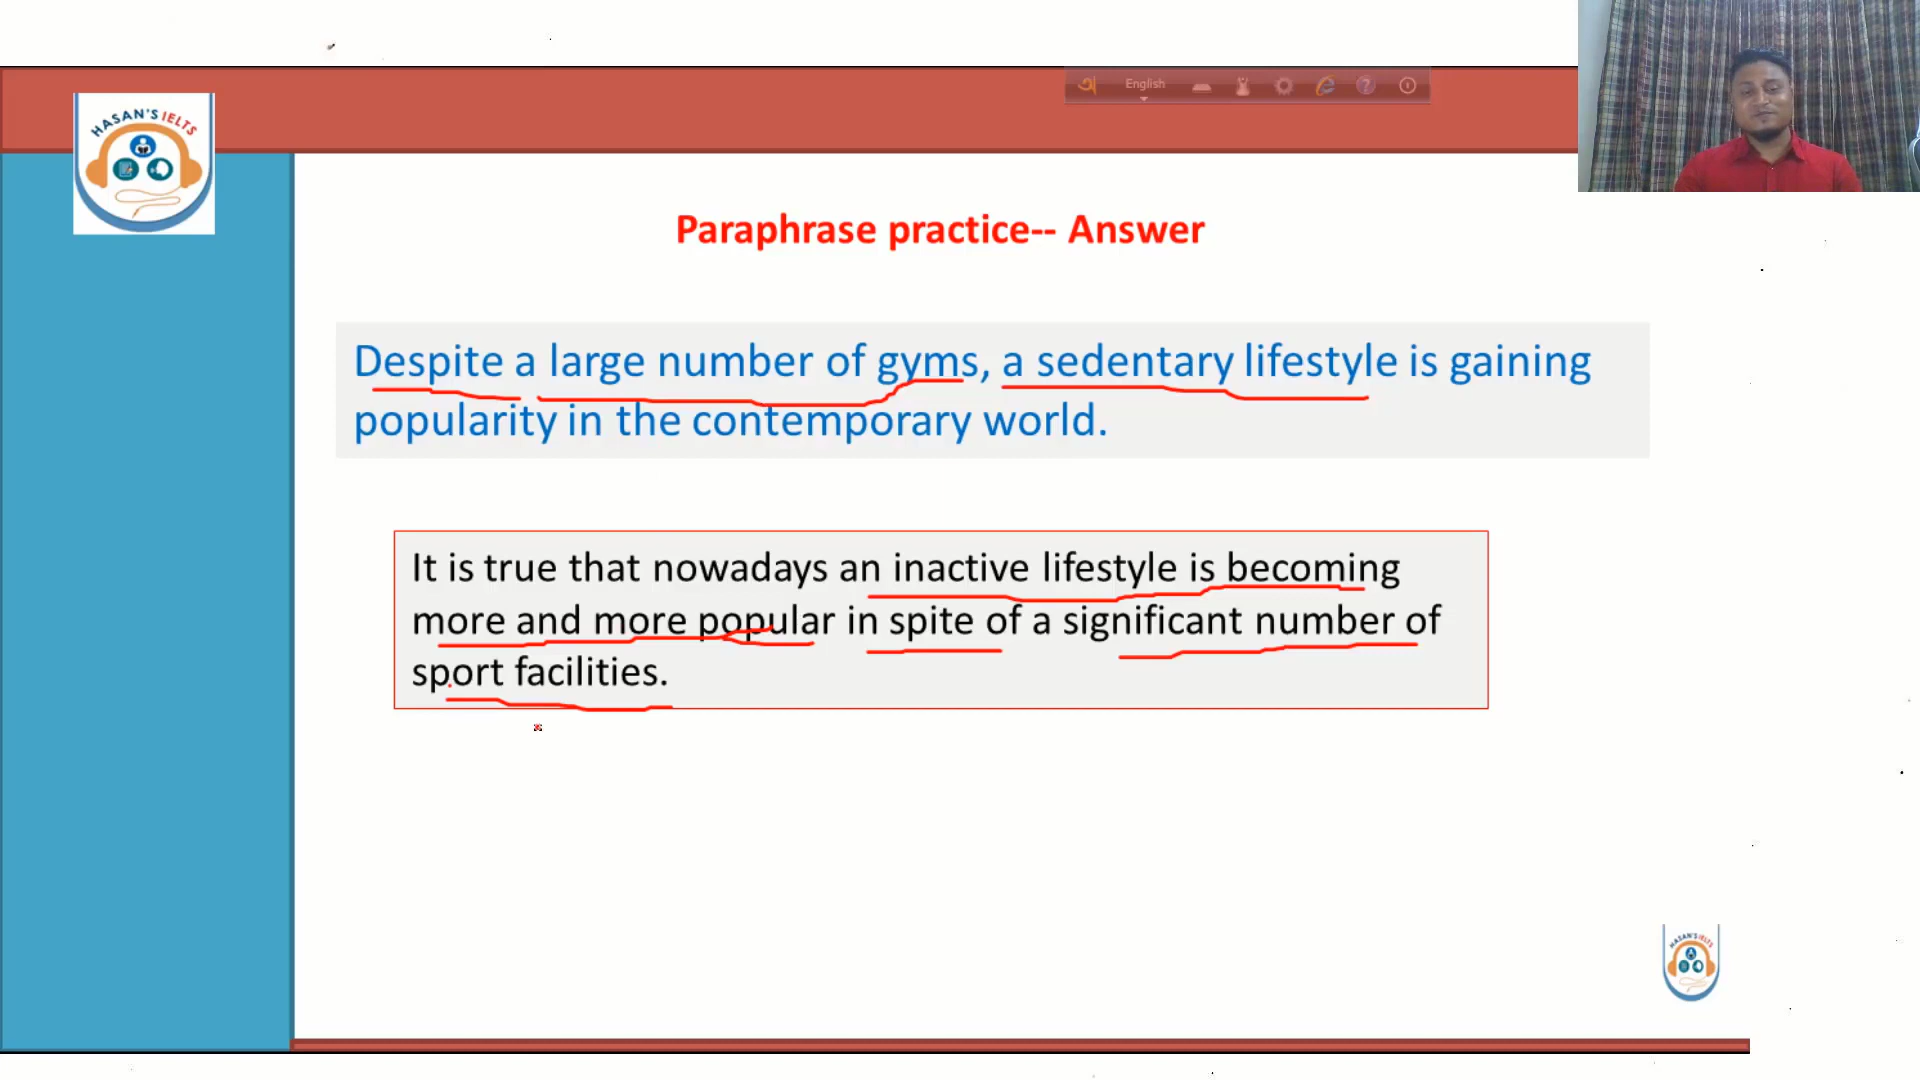 English
HASAN'S IELTS
Paraphrase practice-- Answer
Despite a large number of gyms, a sedentary lifestyle is gaining
popularity in the contemporary world.
It is true that nowadays an inactive lifestyle is becoming
more and more popular in spite of a significant number of
sport facilities.
HASAN'S IELTS